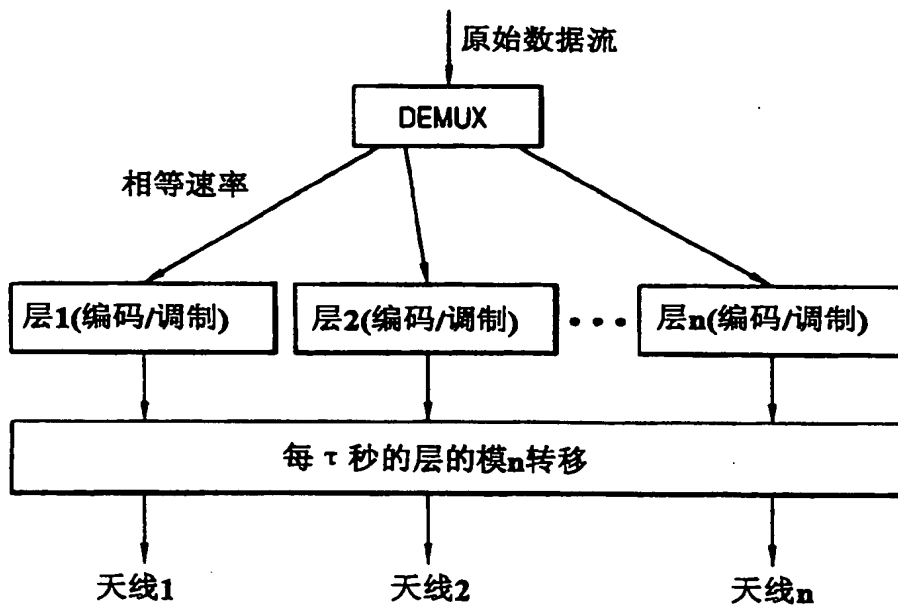 原始数据流
DEMUX
相等速率
层1(编码/调制)
层2(编码/调制)
•••
层n(编码/调制)
每τ秒的层的模n转移
天线1
天线2
天线n